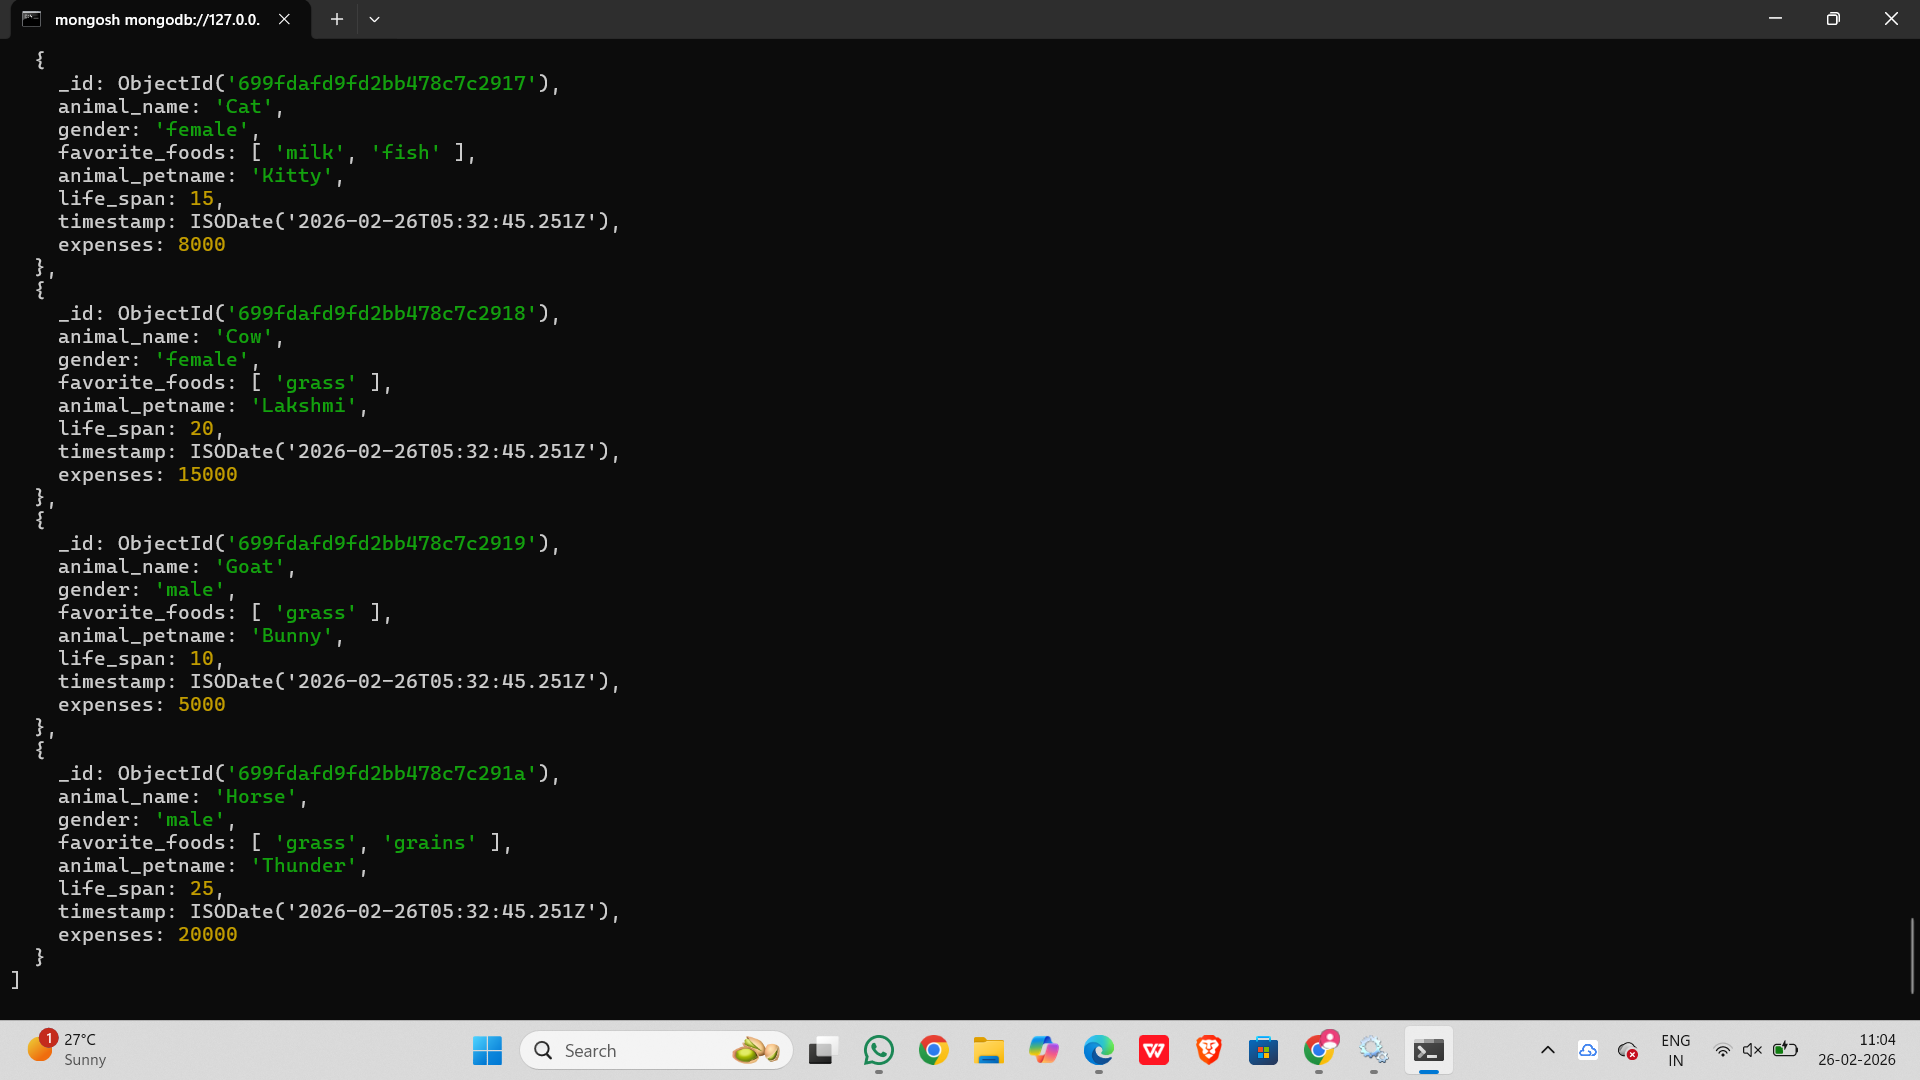 mongosh mongodb://127.0.0.
{
_id: ObjectId('699fdafd9fd2bb478c7c2917'),
animal_name: 'Cat',
gender: 'female',
favorite_foods: [ 'milk', 'fish' ],
animal_petname: 'Kitty',
life_span: 15,
timestamp: ISODate('2026-02-26T05:32:45.251Z'),
expenses: 8000
},
{
_id: ObjectId('699fdafd9fd2bb478c7c2918'),
animal_name: 'Cow',
gender: 'female',
favorite_foods: [ 'grass' ],
animal_petname: 'Lakshmi',
life_span: 20,
timestamp: ISODate('2026-02-26T05:32:45.251Z'),
expenses: 15000
},
{
_id: ObjectId('699fdafd9fd2bb478c7c2919'),
animal_name: 'Goat',
gender: 'male',
favorite_foods: [ 'grass' ],
animal_petname: 'Bunny',
life_span: 10,
timestamp: ISODate('2026-02-26T05:32:45.251Z'),
expenses: 5000
},
{
_id: ObjectId('699fdafd9fd2bb478c7c291a'),
animal_name: 'Horse',
gender: 'male',
favorite_foods: [ 'grass', 'grains' ],
animal_petname: 'Thunder',
life_span: 25,
timestamp: ISODate('2026-02-26T05:32:45.251Z'),
expenses: 20000
}
]
1
27°C
Sunny
Search
ENG
IN
11:04
26-02-2026